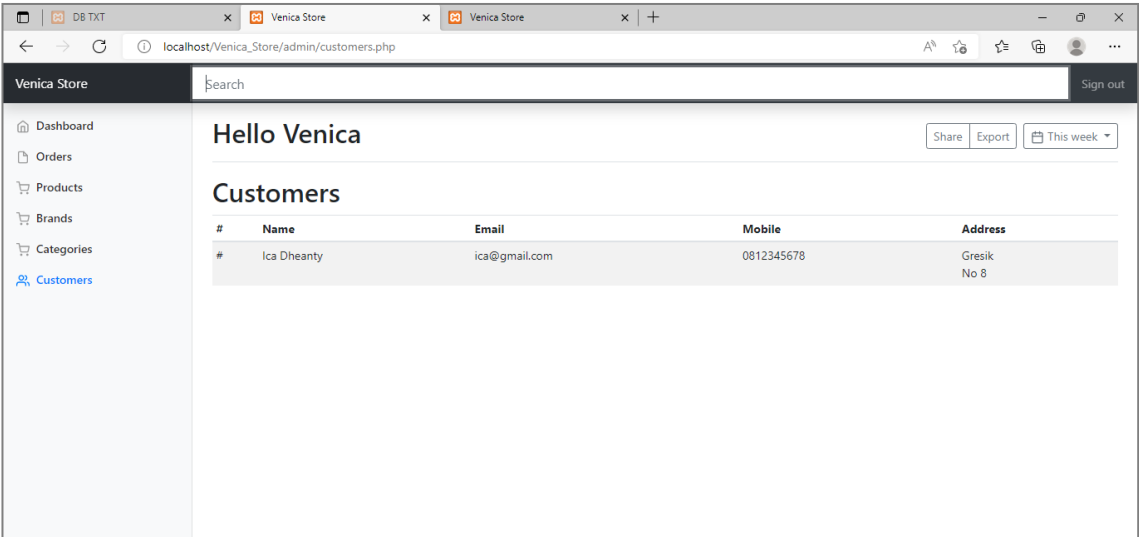 DB TXT
Venica Store
Venica Store
localhost/Venica_Store/admin/customers.php
Venica Store
Search
Sign out
Dashboard
Orders
Products
Brands
Categories
Customers
Hello Venica
Share Export This week
Customers
# Name Email Mobile Address
# Ica Dheanty ica@gmail.com 0812345678 Gresik
No 8